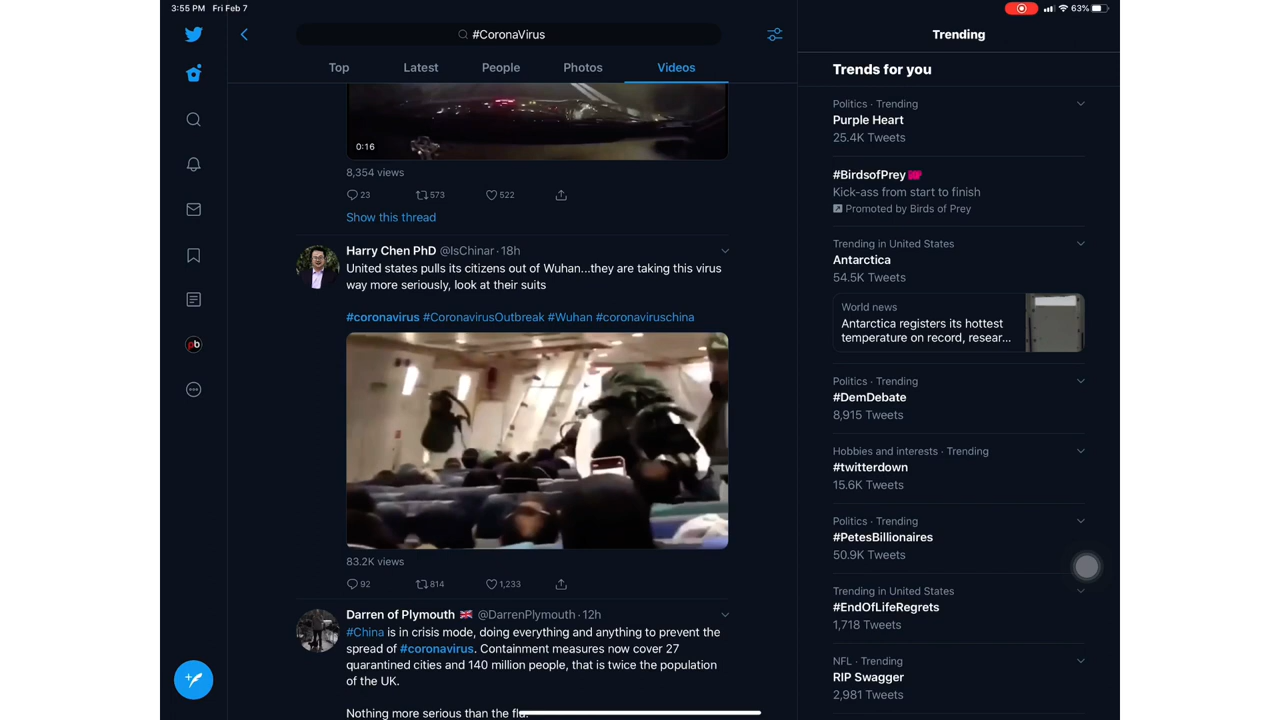 3:55 PM Fri Feb 7
63%
#CoronaVirus
Top
Latest
People
Photos
Videos
0:16
8,354 views
23
573
522
Show this thread
Harry Chen PhD @IsChinar · 18h
United states pulls its citizens out of Wuhan...they are taking this virus
way more seriously, look at their suits
#coronavirus #CoronavirusOutbreak #Wuhan #coronaviruschina
83.2K views
92
814
1,233
Darren of Plymouth @DarrenPlymouth · 12h
#China is in crisis mode, doing everything and anything to prevent the
spread of #coronavirus. Containment measures now cover 27
quarantined cities and 140 million people, that is twice the population
of the UK.
Nothing more serious than the flu.
pb
Trending
Trends for you
Politics · Trending
Purple Heart
25.4K Tweets
#BirdsofPrey
Kick-ass from start to finish
Promoted by Birds of Prey
Trending in United States
Antarctica
54.5K Tweets
World news
Antarctica registers its hottest
temperature on record, resear...
Politics · Trending
#DemDebate
8,915 Tweets
Hobbies and interests · Trending
#twitterdown
15.6K Tweets
Politics · Trending
#PetesBillionaires
50.9K Tweets
Trending in United States
#EndOfLifeRegrets
1,718 Tweets
NFL · Trending
RIP Swagger
2,981 Tweets